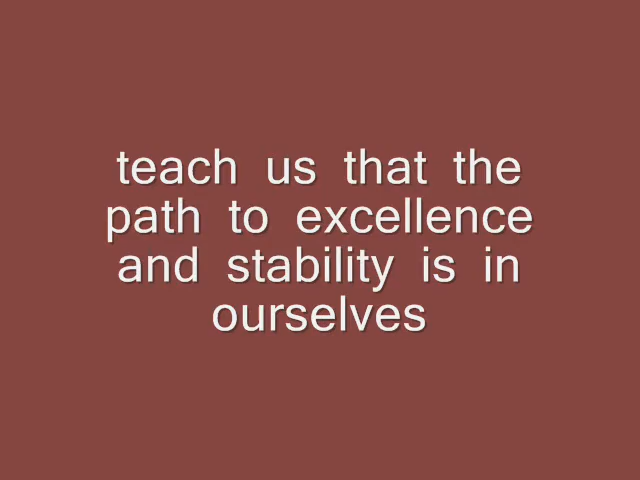 teach us that the
path to excellence
and stability is in
ourselves